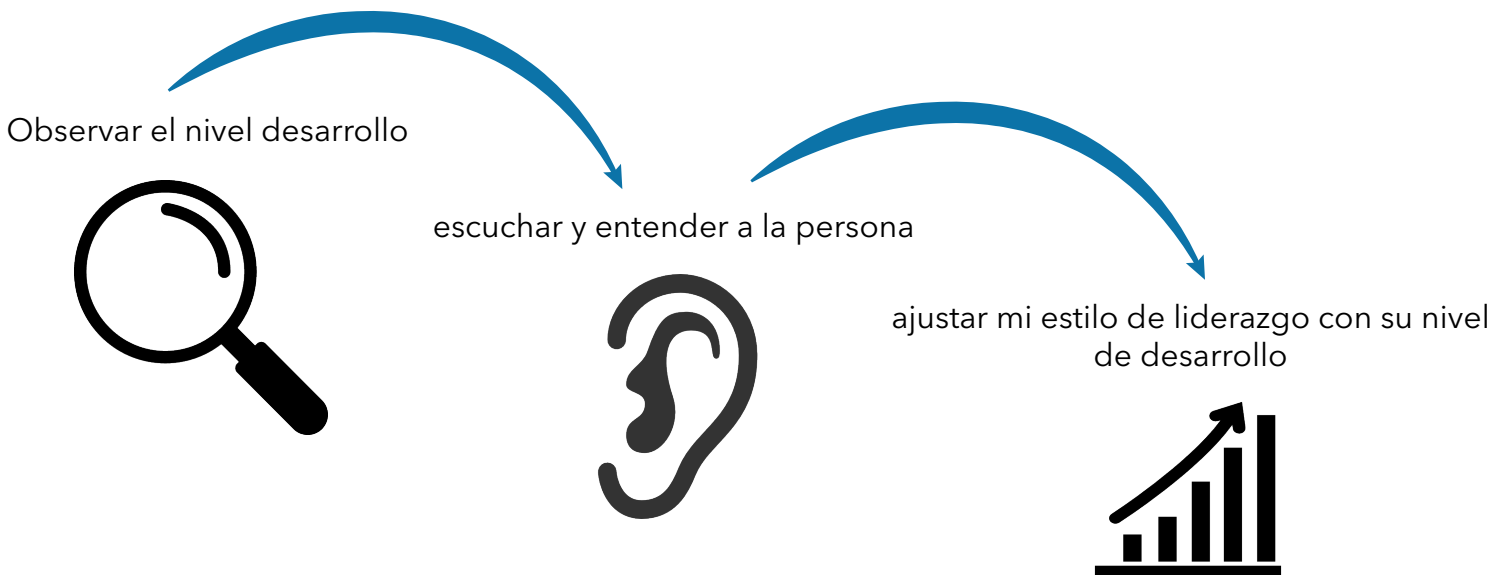 Observar el nivel desarrollo
escuchar y entender a la persona
ajustar mi estilo de liderazgo con su nivel
de desarrollo